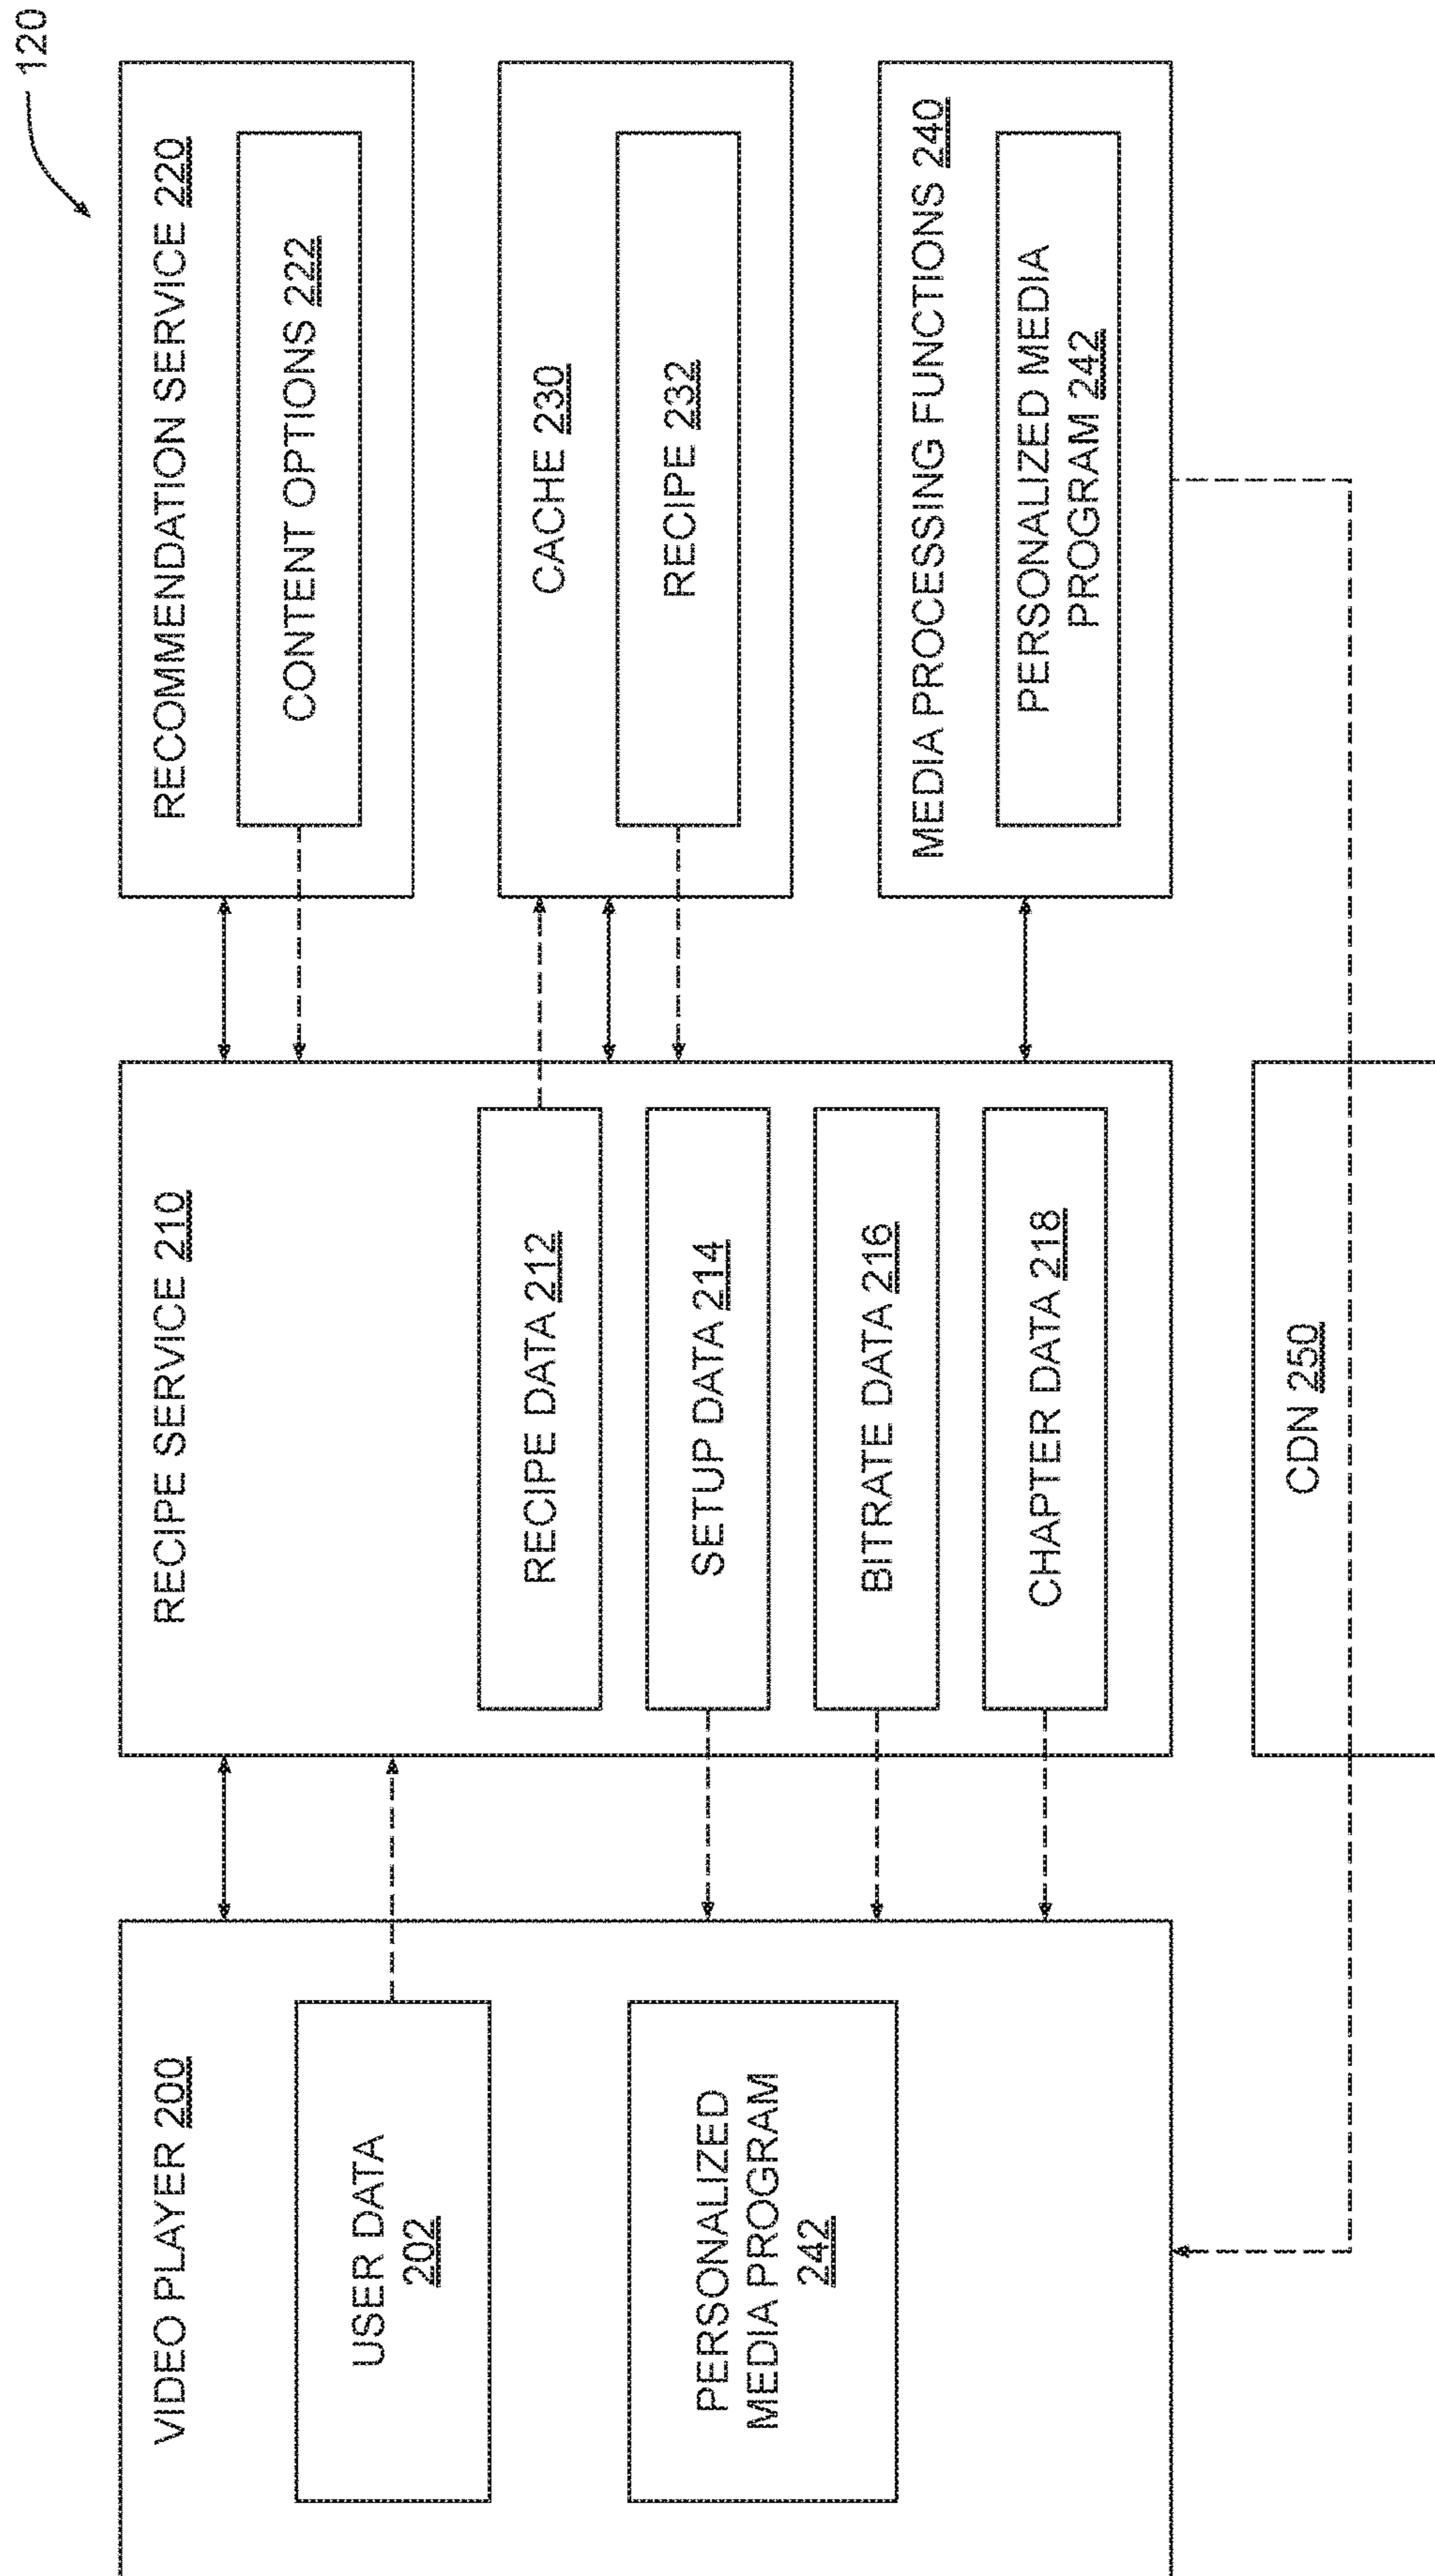 120
VIDEO PLAYER 200
USER DATA
202
PERSONALIZED
MEDIA PROGRAM
242
RECIPE SERVICE 210
RECIPE DATA 212
SETUP DATA 214
BITRATE DATA 216
CHAPTER DATA 218
RECOMMENDATION SERVICE 220
CONTENT OPTIONS 222
CACHE 230
RECIPE 232
MEDIA PROCESSING FUNCTIONS 240
PERSONALIZED MEDIA
PROGRAM 242
CDN 250